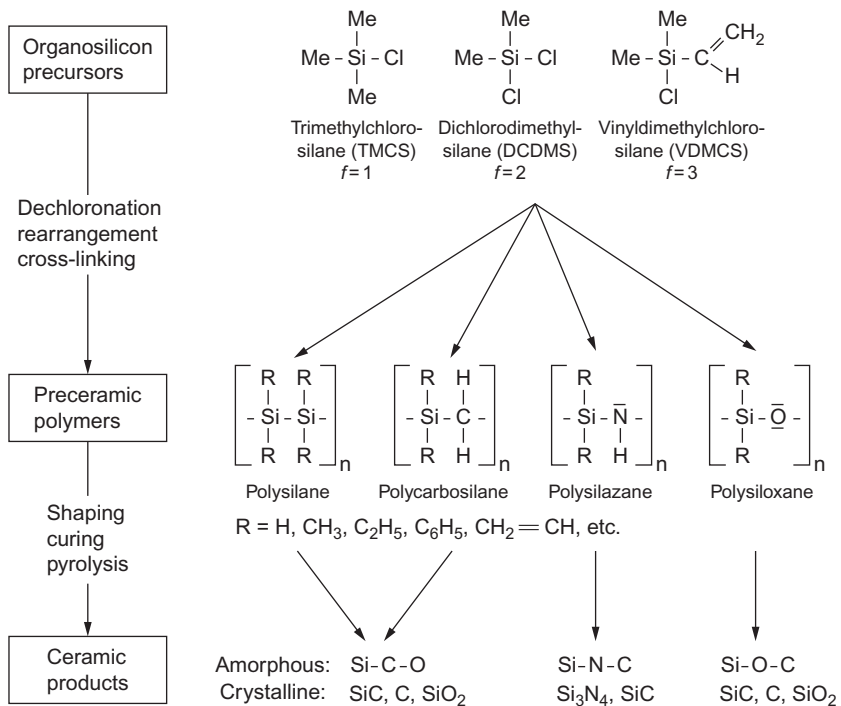 Organosilicon
precursors
Me
Me – Si – Cl
Me
Trimethylchloro-
silane (TMCS)
f = 1
Me
Me – Si – Cl
Cl
Dichlorodimethyl-
silane (DCDMS)
f = 2
Me
CH₂
Me – Si – C
H
Cl
Vinyldimethylchloro-
silane (VDMCS)
f = 3
Dechloronation
rearrangement
cross-linking
Preceramic
polymers
R R
- Si – Si -
R R
n
Polysilane
R H
- Si – C -
R H
n
Polycarbosilane
R
- Si – N̅ -
R H
n
Polysilazane
R
- Si – O̲̅ -
R
n
Polysiloxane
R = H, CH₃, C₂H₅, C₆H₅, CH₂ = CH, etc.
Shaping
curing
pyrolysis
Ceramic
products
Amorphous: Si – C – O Si – N – C Si – O – C
Crystalline: SiC, C, SiO₂ Si₃N₄, SiC SiC, C, SiO₂